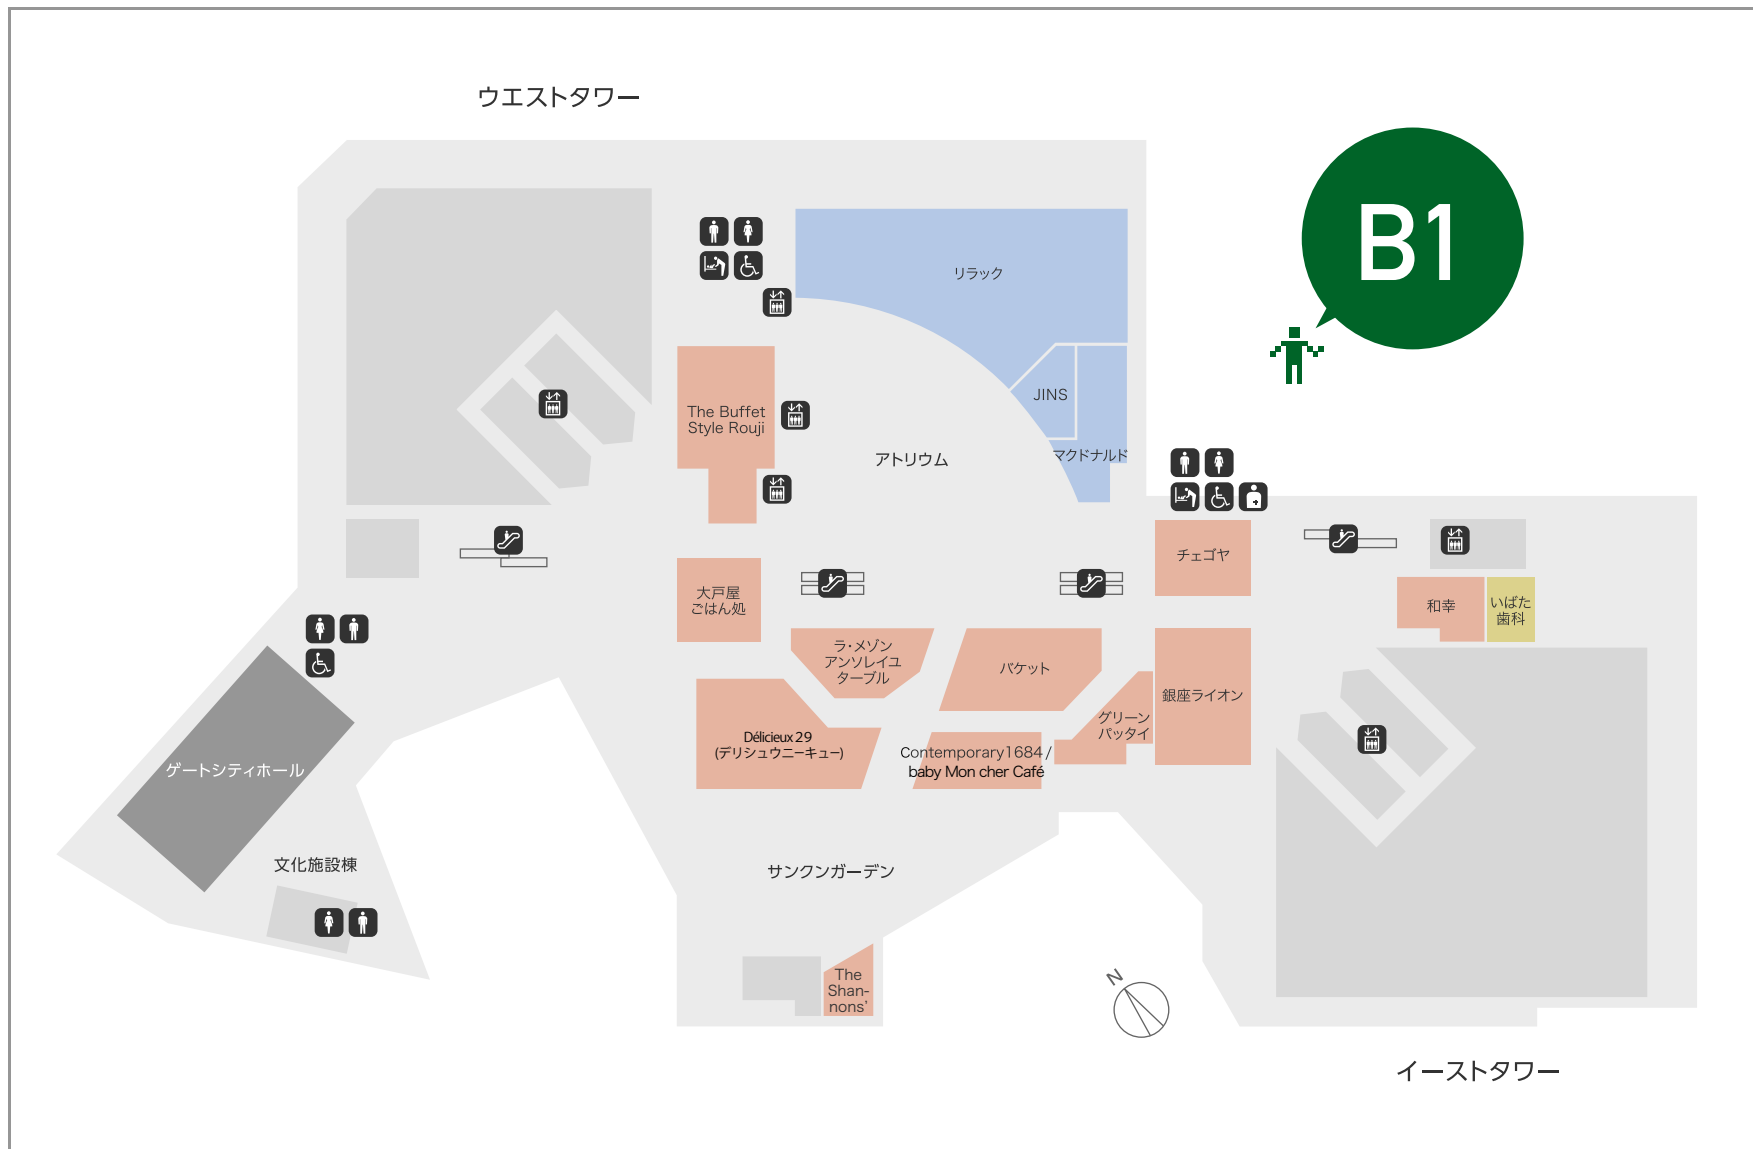 ウエストタワー
B1
リラック
JINS
マクドナルド
The Buffet
Style Rouji
アトリウム
チェゴヤ
大戸屋
ごはん処
和幸
いばた
歯科
ラ・メゾン
アンソレイユ
ターブル
バケット
銀座ライオン
グリーン
パッタイ
Délicieux 29
(デリシュウニーキュー)
Contemporary1684/
baby Mon cher Café
ゲートシティホール
文化施設棟
サンクンガーデン
The
Shan-
nons'
N
イーストタワー